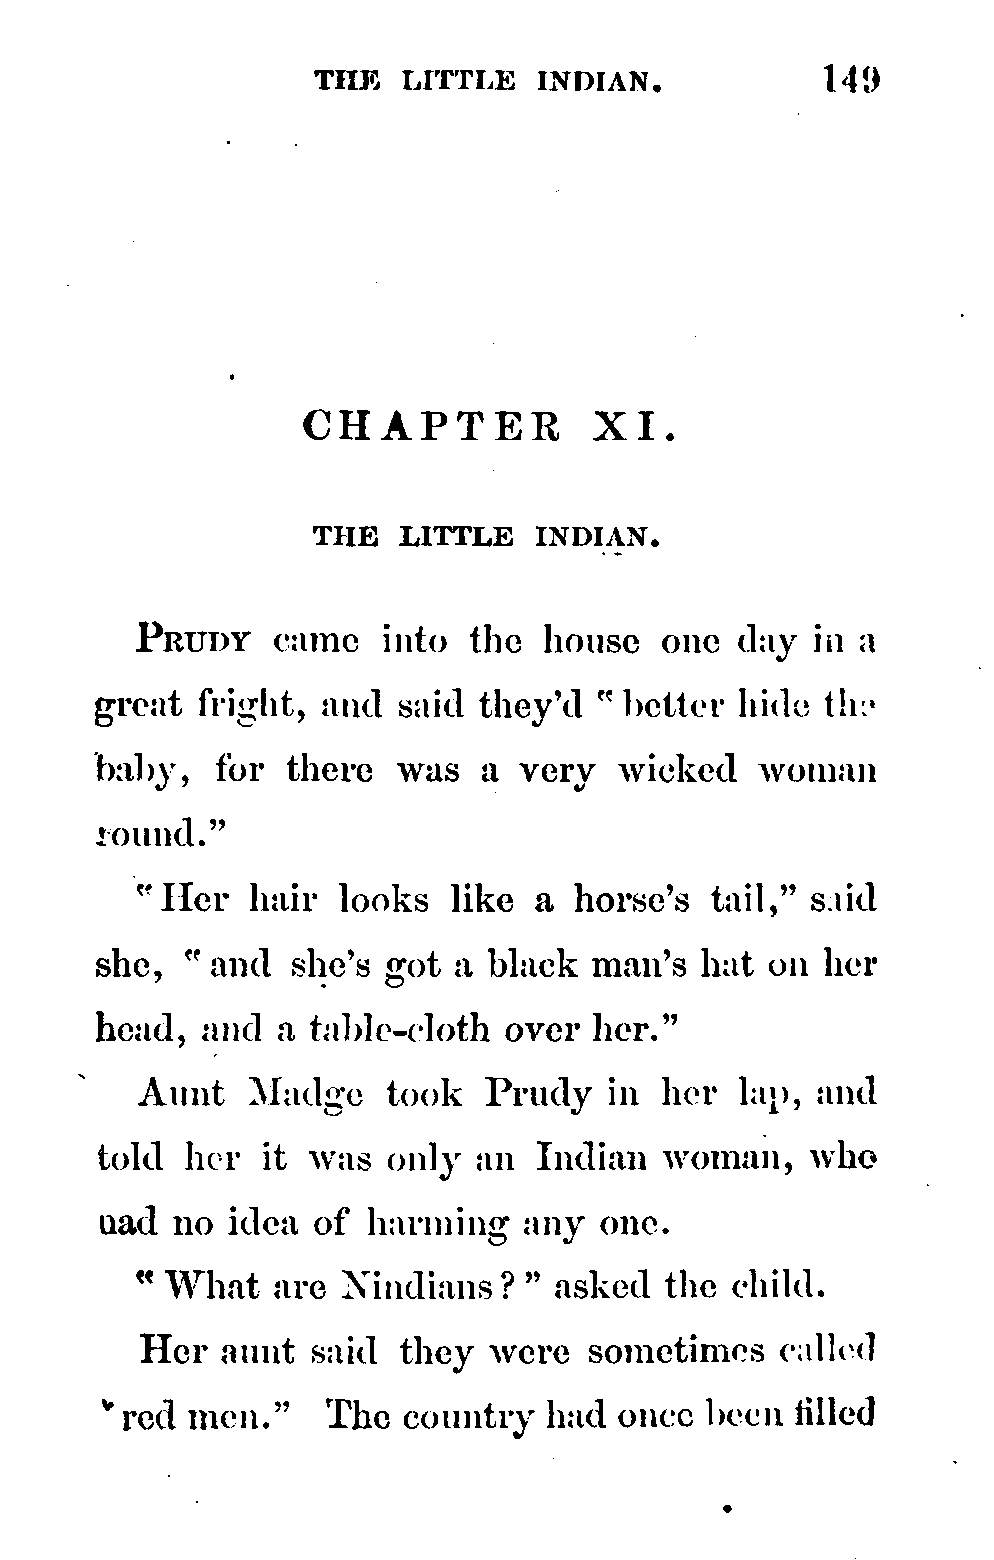 THE LITTLE INDIAN. 149
CHAPTER XI.
THE LITTLE INDIAN.
PRUDY came into the house one day in a
great fright, and said they'd "better hide the
baby, for there was a very wicked woman
round."
"Her hair looks like a horse's tail," said
she, "and she's got a black man's hat on her
head, and a table-cloth over her."
Aunt Madge took Prudy in her lap, and
told her it was only an Indian woman, who
had no idea of harming any one.
"What are Nindians?" asked the child.
Her aunt said they were sometimes called
"red men." The country had once been filled